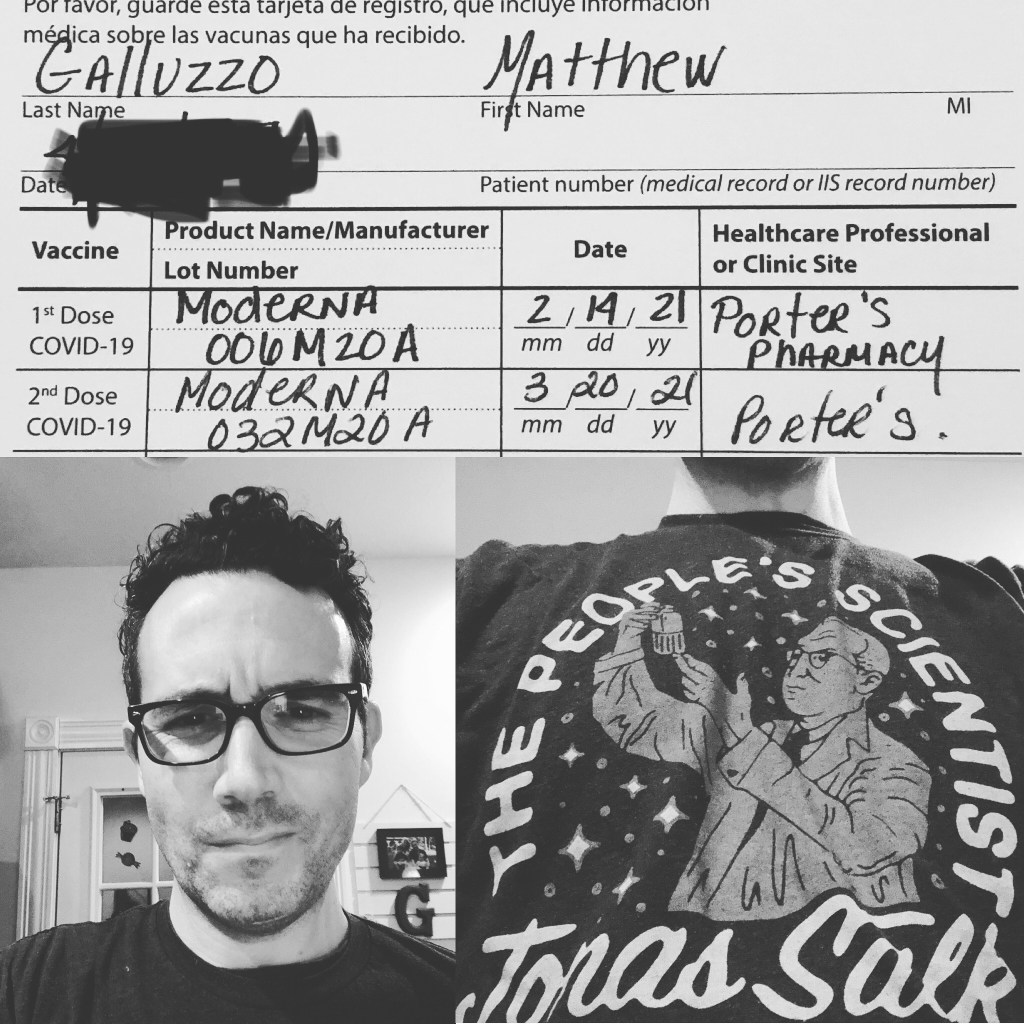 Por favor, guarde esta tarjeta de registro, que incluye información
médica sobre las vacunas que ha recibido.
Galluzzo Matthew
Last Name First Name MI
Date Patient number (medical record or IIS record number)
Vaccine Product Name/Manufacturer Date Healthcare Professional
Lot Number or Clinic Site
1st Dose Moderna 2 / 14 / 21 Porter's
COVID-19 006M20A mm dd yy Pharmacy
2nd Dose Moderna 3 / 20 / 21 Porter's.
COVID-19 032M20A mm dd yy
THE PEOPLE'S SCIENTIST
Jonas Salk
G